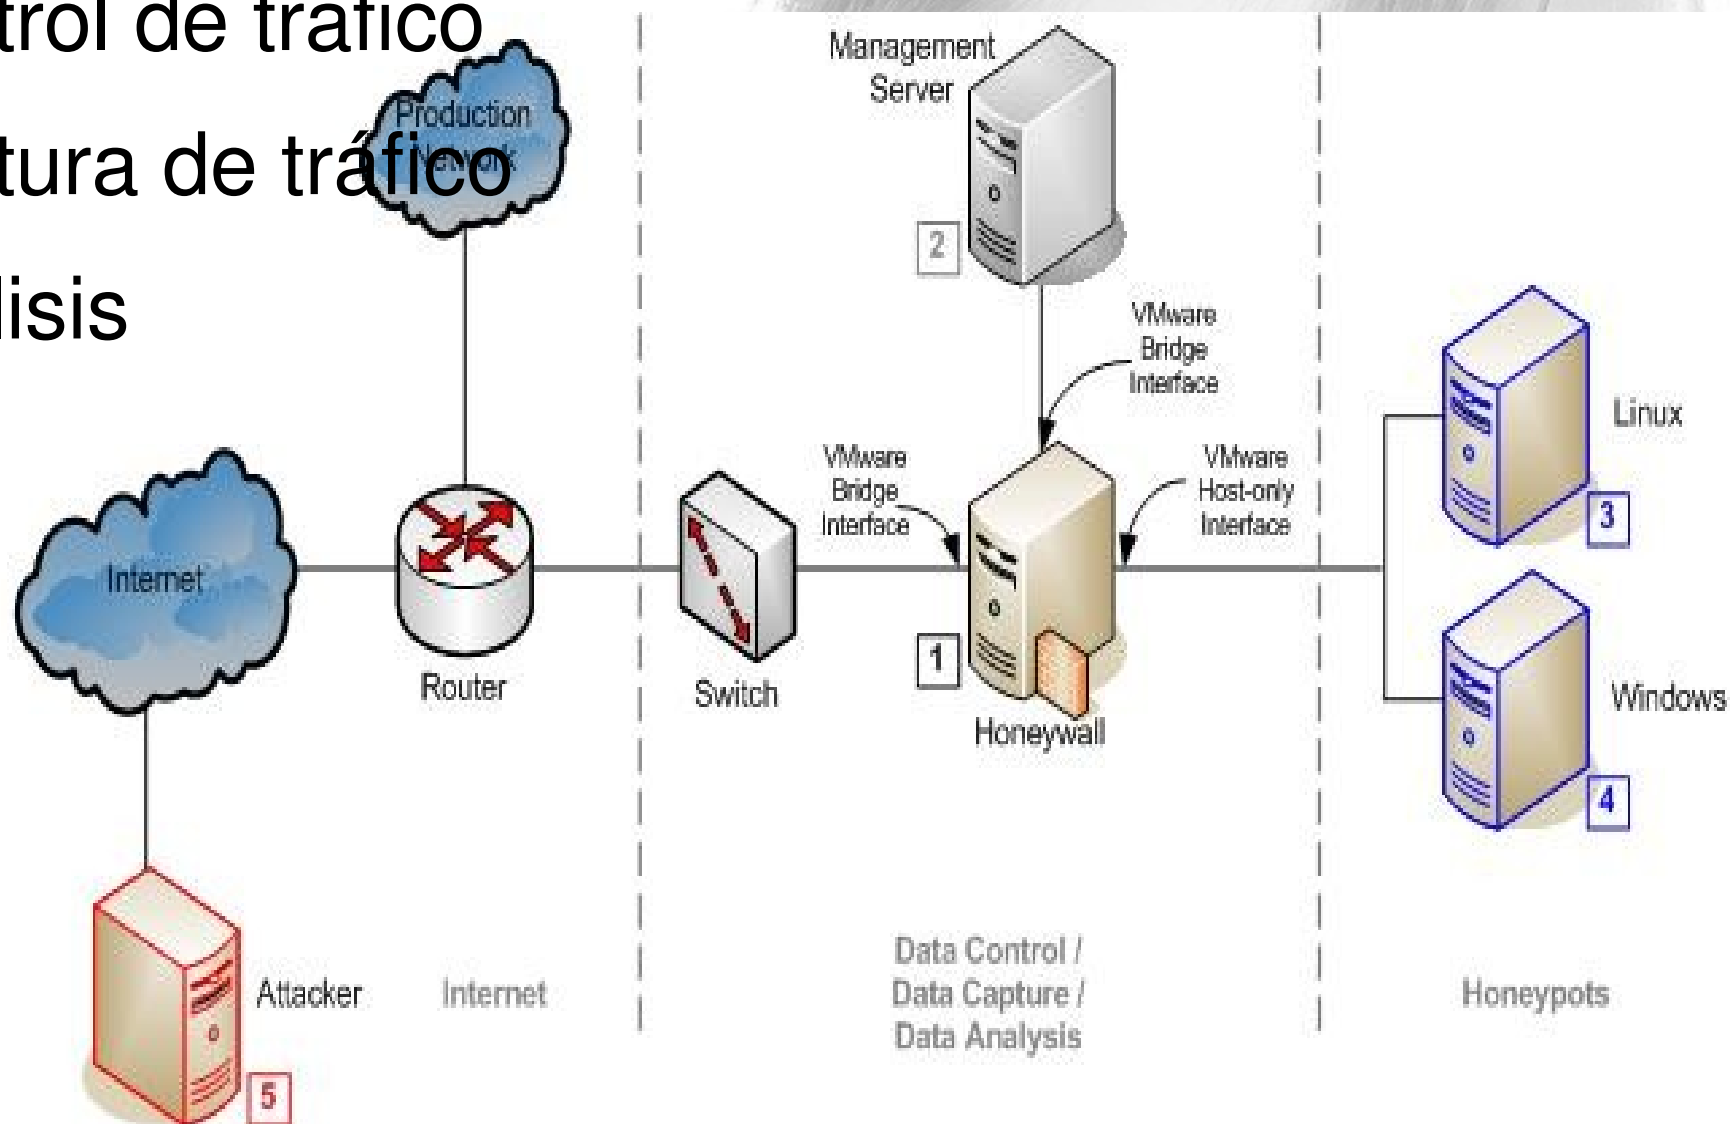 trol de tráfico
tura de tráfico
lisis
Production
Network
Management
Server
2
VMware
Bridge
Interface
VMware
Bridge
Interface
VMware
Host-only
Interface
Linux
3
Internet
Router
Switch
1
Honeywall
Windows
4
Attacker
5
Internet
Data Control /
Data Capture /
Data Analysis
Honeypots